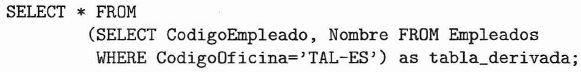 SELECT * FROM
(SELECT CodigoEmpleado, Nombre FROM Empleados
WHERE CodigoOficina='TAL-ES') as tabla_derivada;